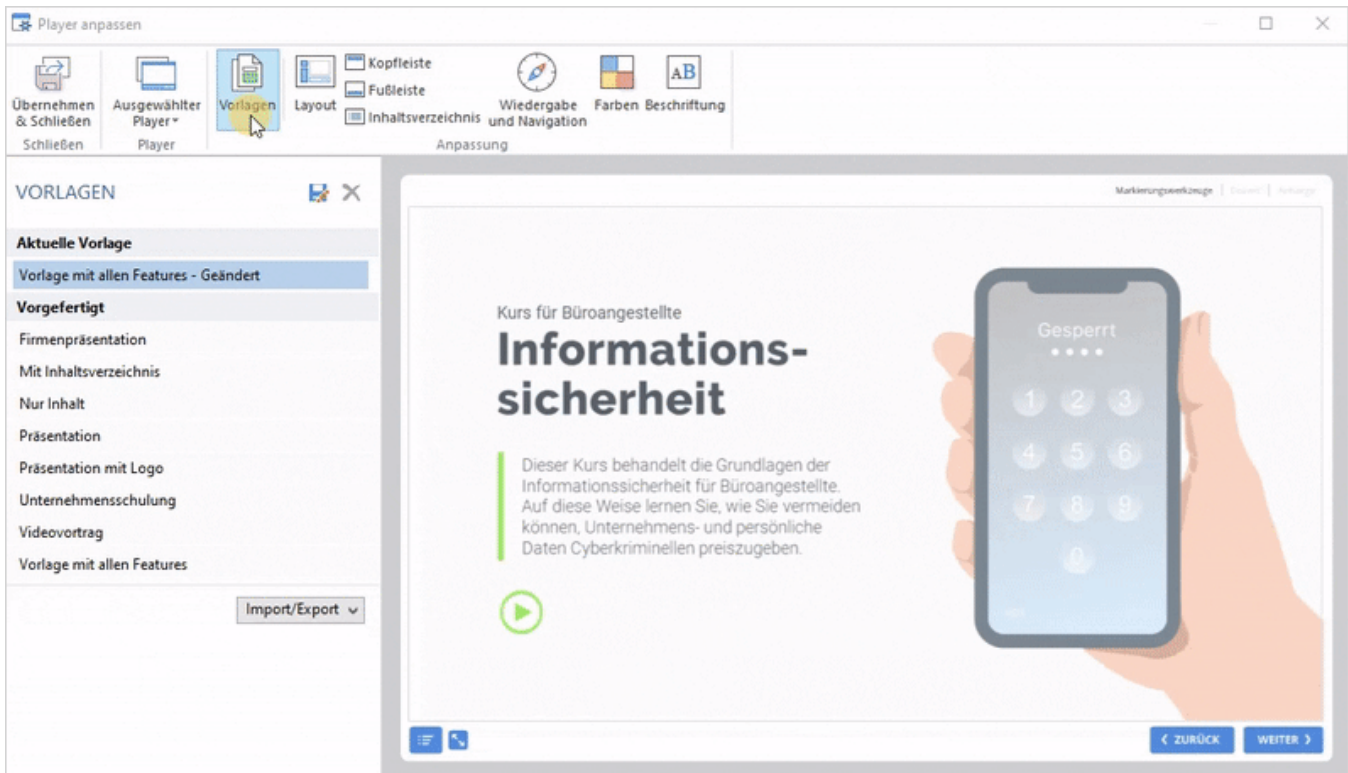 Player anpassen
Übernehmen & Schließen
Ausgewählter Player
Vorlagen
Layout
Kopfleiste
Fußleiste
Inhaltsverzeichnis
Wiedergabe und Navigation
Farben
AB
Beschriftung
Schließen
Player
Anpassung
VORLAGEN
Aktuelle Vorlage
Vorlage mit allen Features - Geändert
Vorgefertigt
Firmenpräsentation
Mit Inhaltsverzeichnis
Nur Inhalt
Präsentation
Präsentation mit Logo
Unternehmensschulung
Videovortrag
Vorlage mit allen Features
Import/Export
Markierungswerkzeuge
Kurs für Büroangestellte
Informations-
sicherheit
Dieser Kurs behandelt die Grundlagen der
Informationssicherheit für Büroangestellte.
Auf diese Weise lernen Sie, wie Sie vermeiden
können, Unternehmens- und persönliche
Daten Cyberkriminellen preiszugeben.
Gesperrt
1 2 3
4 5 6
7 8 9
0
ZURÜCK
WEITER